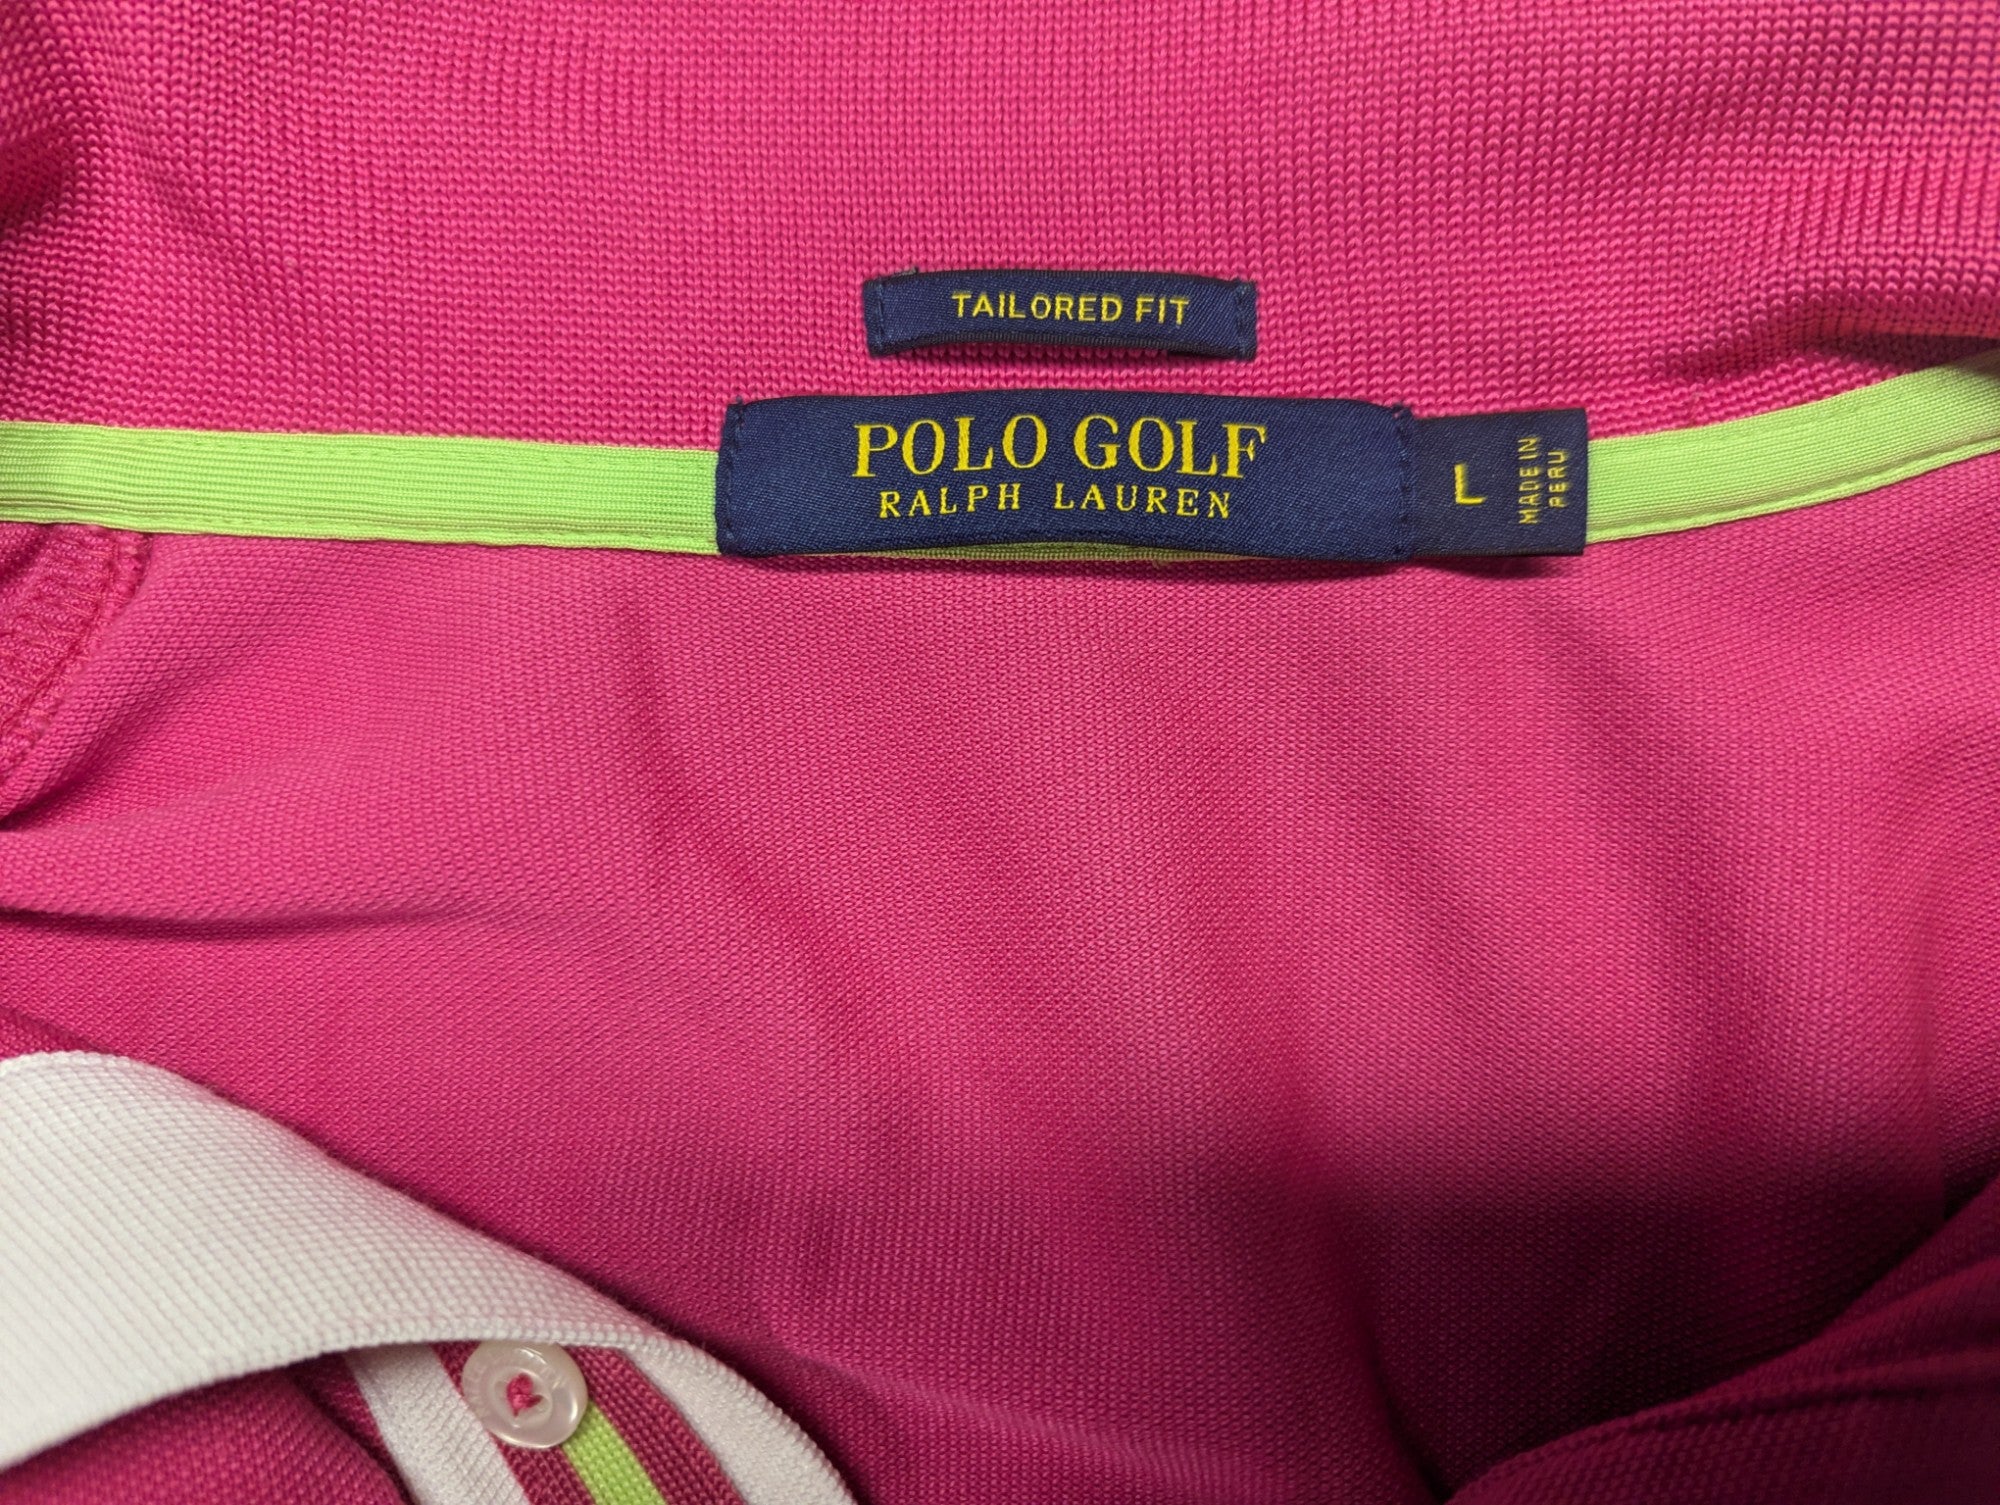 TAILORED FIT
POLO GOLF
RALPH LAUREN
L
MADE IN
PERU